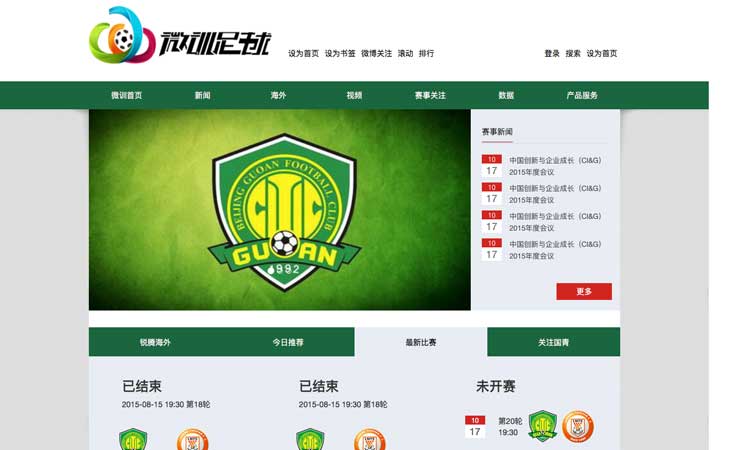 微训足球
设为首页 设为书签 微博关注 滚动 排行
登录 搜索 设为首页
微训首页 新闻 海外 视频 赛事关注 数据 产品服务
BEIJING GUOAN FOOTBALL CLUB
CITIC
GUOAN
1992
赛事新闻
10
17
中国创新与企业成长（CI&G）
2015年度会议
10
17
中国创新与企业成长（CI&G）
2015年度会议
10
17
中国创新与企业成长（CI&G）
2015年度会议
10
17
中国创新与企业成长（CI&G）
2015年度会议
更多
锐腾海外 今日推荐 最新比赛 关注国青
已结束
2015-08-15 19:30 第18轮
已结束
2015-08-15 19:30 第18轮
未开赛
10
17
第20轮
19:30